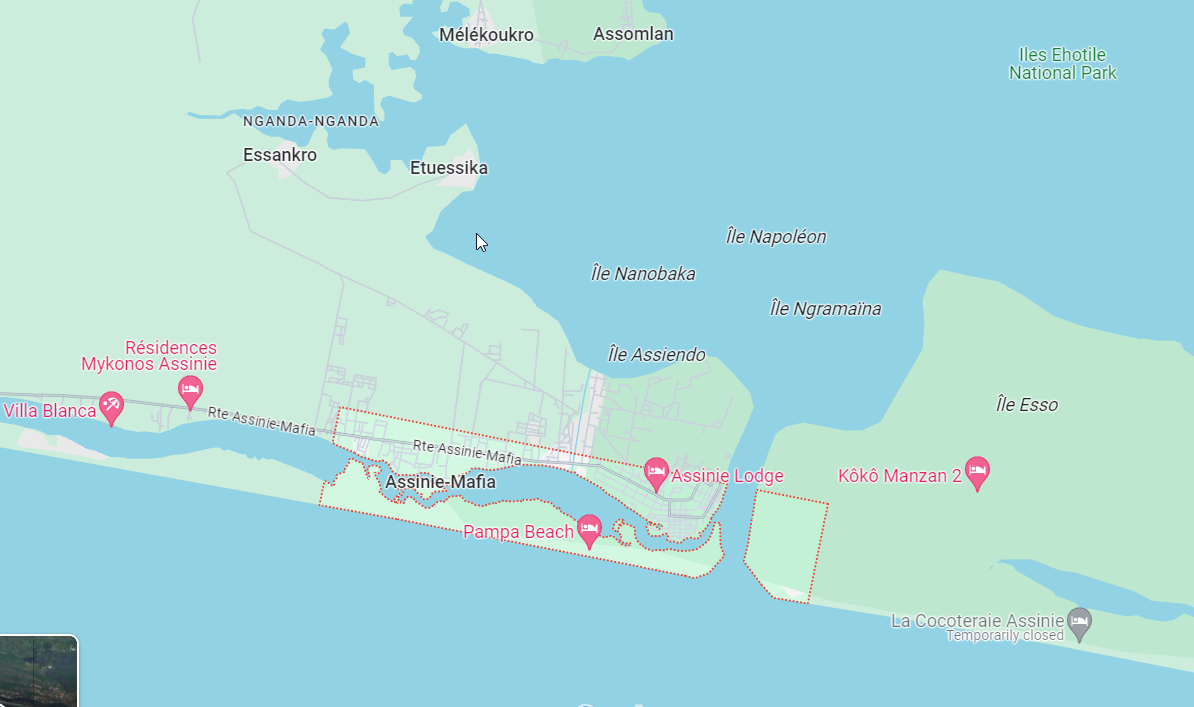 Mélékoukro
Assomlan
Iles Ehotile
National Park
NGANDA-NGANDA
Essankro
Etuessika
Île Napoléon
Île Nanobaka
Île Ngramaïna
Résidences
Mykonos Assinie
Île Assiendo
Villa Blanca
Île Esso
Rte Assinie-Mafia
Rte Assinie-Mafia
Assinie-Mafia
Assinie Lodge
Kôkô Manzan 2
Pampa Beach
La Cocoteraie Assinie
Temporarily closed